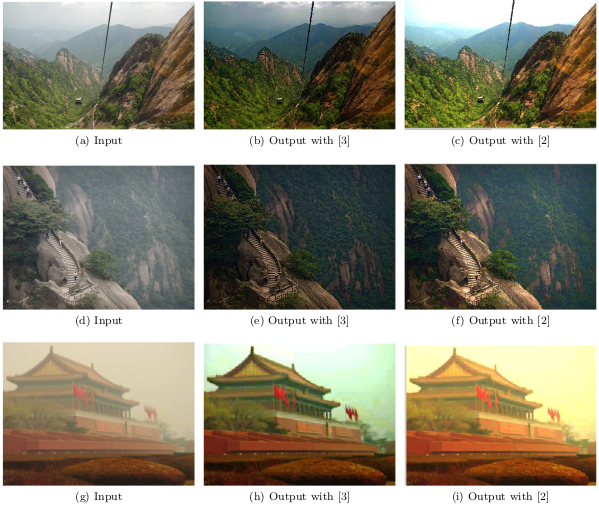 (a) Input
(b) Output with [3]
(c) Output with [2]
(d) Input
(e) Output with [3]
(f) Output with [2]
(g) Input
(h) Output with [3]
(i) Output with [2]